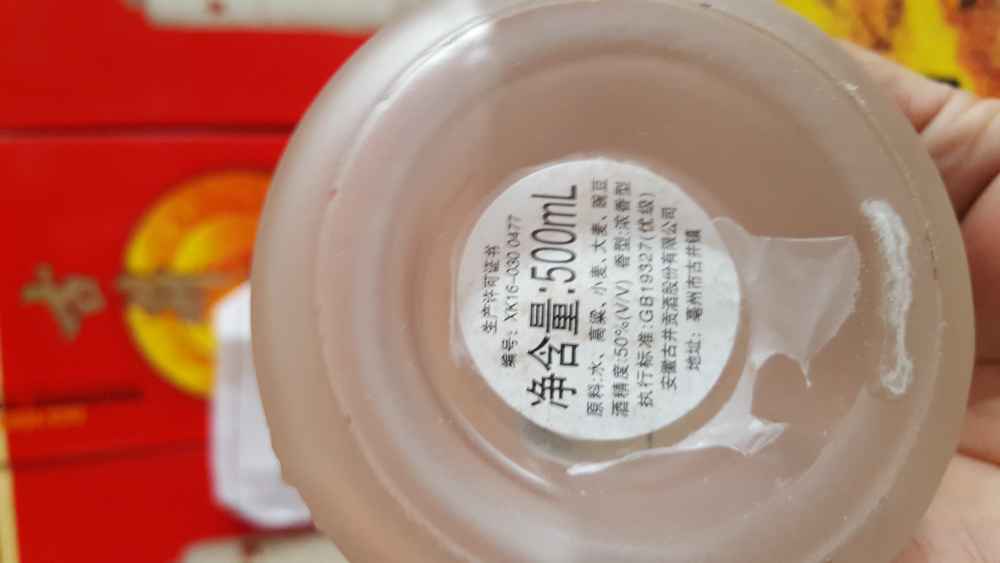 生产许可证书
编号：XK16-030 0477
净含量:500mL
原料:水、高粱、小麦、大麦、豌豆
酒精度:50%(V/V) 香型:浓香型
执行标准:GB19327(优级)
安徽古井贡酒股份有限公司
地址：亳州市古井镇
古